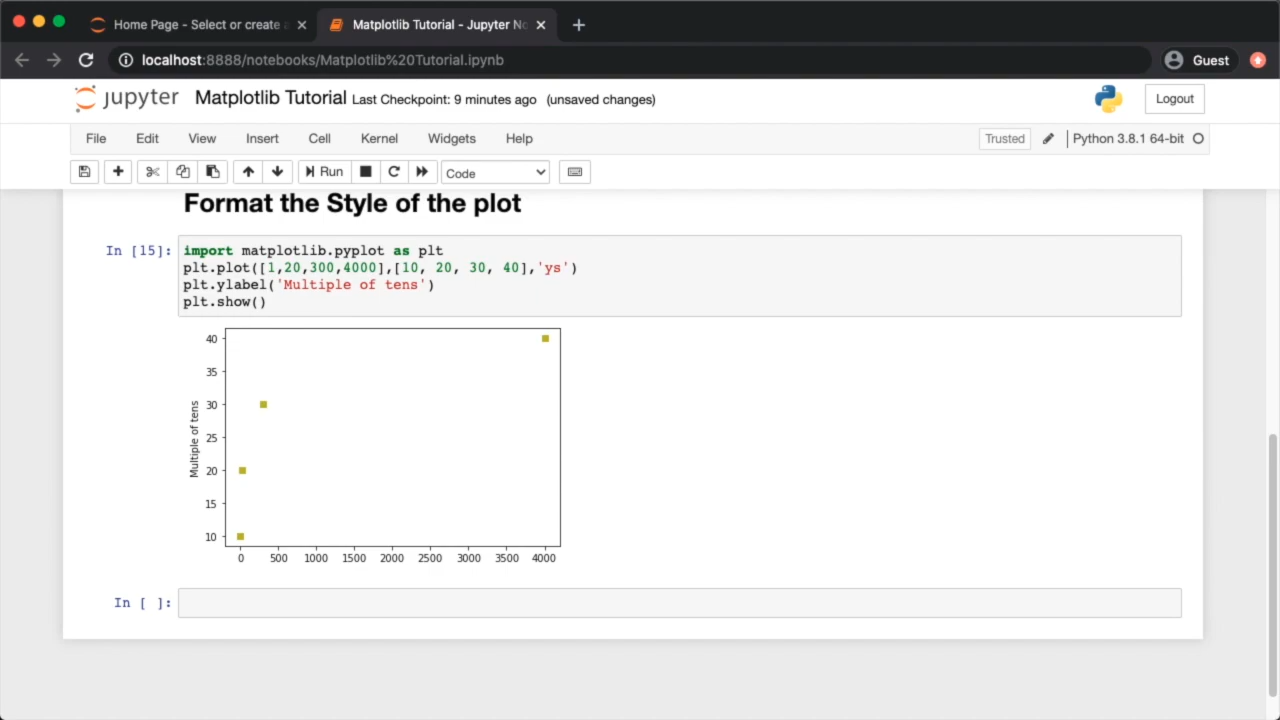 Home Page - Select or create a
Matplotlib Tutorial - Jupyter No
localhost:8888/notebooks/Matplotlib%20Tutorial.ipynb
Guest
jupyter Matplotlib Tutorial Last Checkpoint: 9 minutes ago (unsaved changes)
Logout
File Edit View Insert Cell Kernel Widgets Help
Trusted Python 3.8.1 64-bit
Run Code
Format the Style of the plot
In [15]: import matplotlib.pyplot as plt
plt.plot([1,20,300,4000],[10, 20, 30, 40],'ys')
plt.ylabel('Multiple of tens')
plt.show()
40
35
30
25
20
15
10
Multiple of tens
0 500 1000 1500 2000 2500 3000 3500 4000
In [ ]: